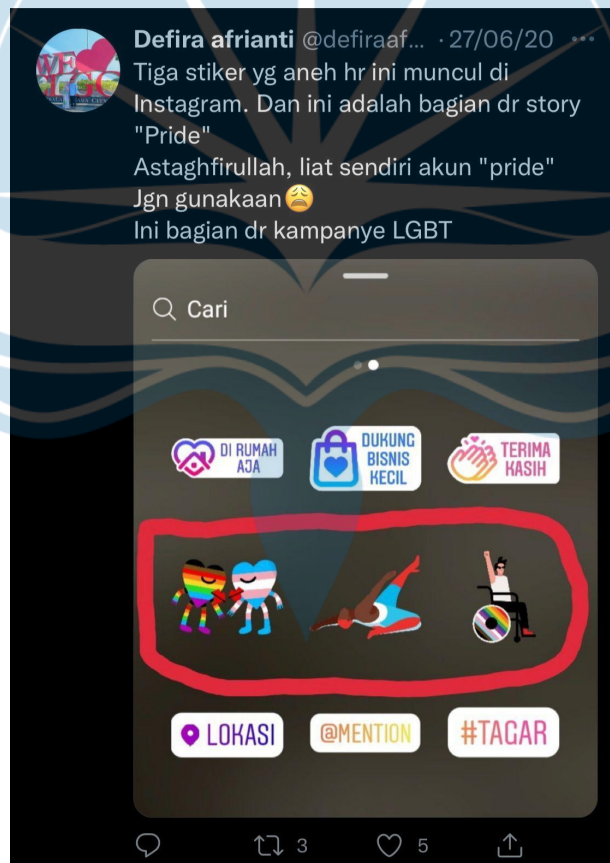 Defira afrianti @defiraaf... · 27/06/20
Tiga stiker yg aneh hr ini muncul di
Instagram. Dan ini adalah bagian dr story
"Pride"
Astaghfirullah, liat sendiri akun "pride"
Jgn gunakaan😩
Ini bagian dr kampanye LGBT
Cari
DI RUMAH
AJA
DUKUNG
BISNIS
KECIL
TERIMA
KASIH
LOKASI
@MENTION
#TAGAR
3
5